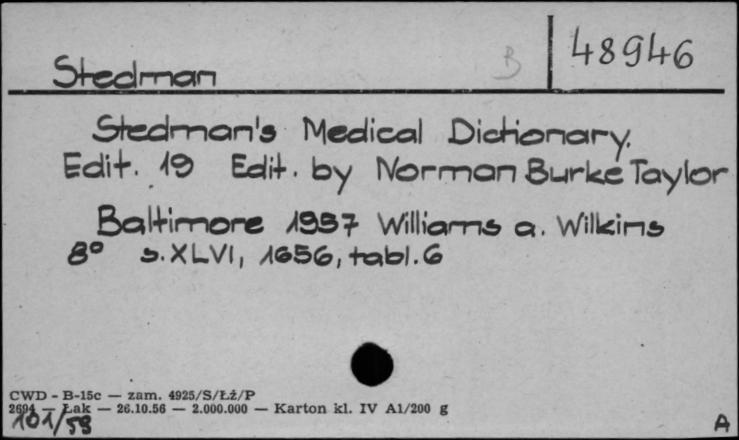 48946
Stedman B
Stedman's Medical Dictionary.
Edit. 19 Edit. by Norman Burke Taylor
Baltimore 1957 Williams a. Wilkins
8° s. XLVI, 1656, tabl. 6
CWD - B-15c — zam. 4925/S/Łż/P
2694 — Łak — 26.10.56 — 2.000.000 — Karton kl. IV A1/200 g
101/59 A